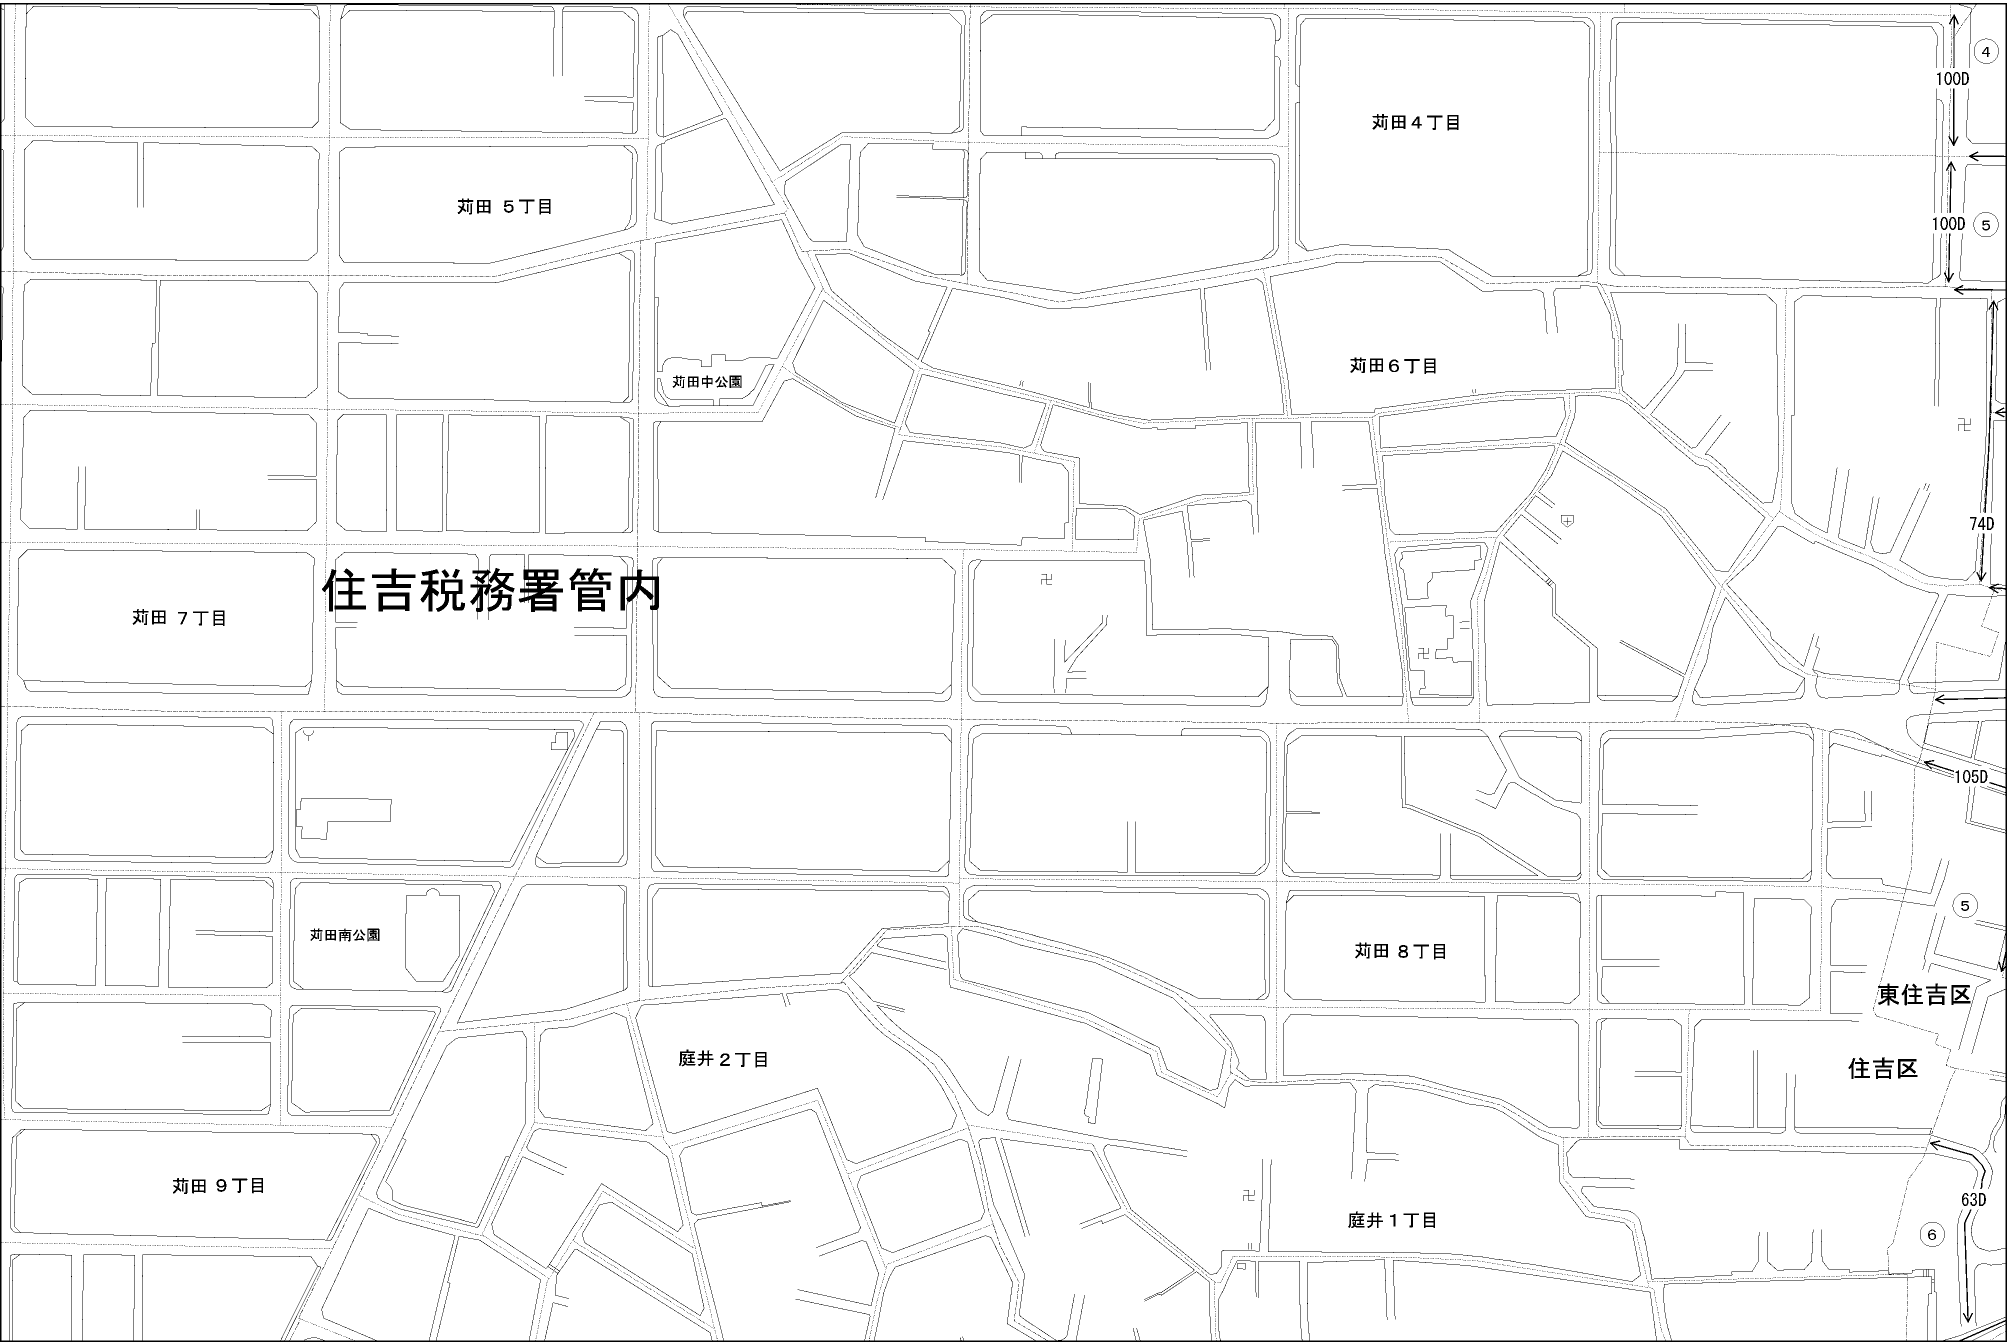 4
100D
苅田4丁目
苅田 5丁目
100D
5
苅田6丁目
苅田中公園
74D
住吉税務署管内
苅田 7丁目
105D
5
苅田南公園
苅田 8丁目
東住吉区
庭井2丁目
住吉区
苅田 9丁目
63D
庭井1丁目
6